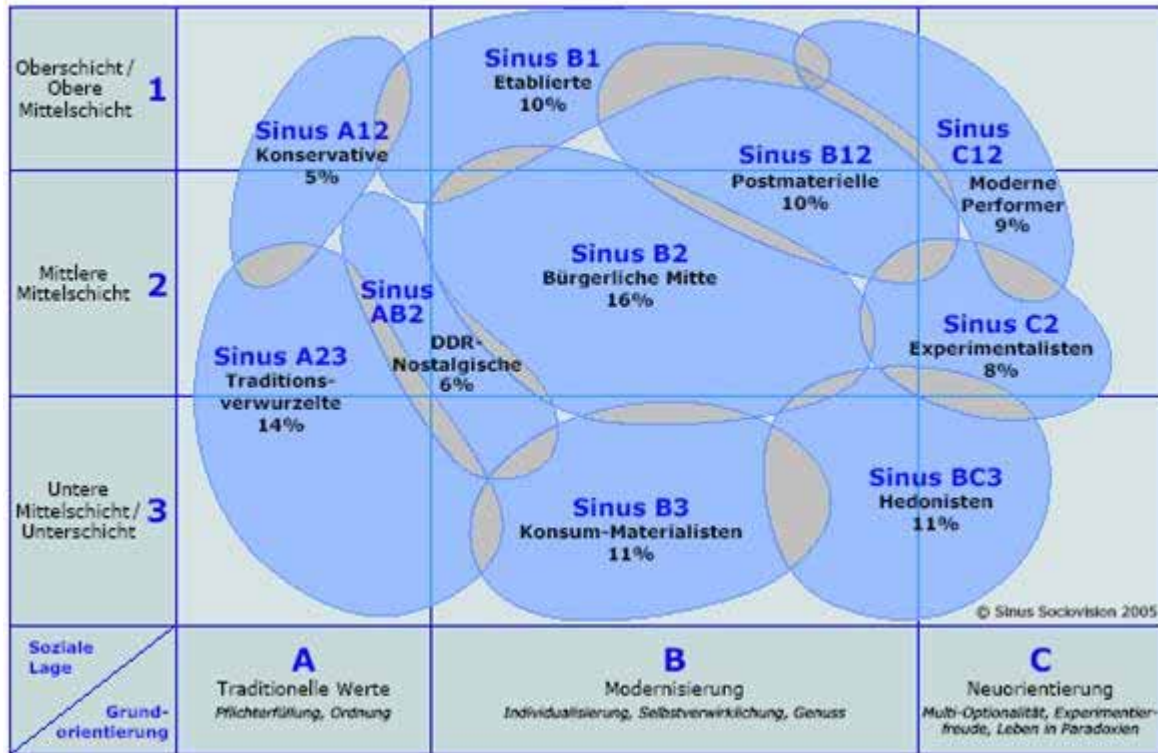 Oberschicht /
Obere
Mittelschicht
1
Sinus B1
Etablierte
10%
Sinus A12
Konservative
5%
Sinus B12
Postmaterielle
10%
Sinus
C12
Moderne
Performer
9%
Mittlere
Mittelschicht
2
Sinus B2
Bürgerliche Mitte
16%
Sinus
AB2
DDR-
Nostalgische
6%
Sinus A23
Traditions-
verwurzelte
14%
Sinus C2
Experimentalisten
8%
Untere
Mittelschicht /
Unterschicht
3
Sinus B3
Konsum-Materialisten
11%
Sinus BC3
Hedonisten
11%
© Sinus Sociovision 2005
Soziale
Lage
Grund-
orientierung
A
Traditionelle Werte
Pflichterfüllung, Ordnung
B
Modernisierung
Individualisierung, Selbstverwirklichung, Genuss
C
Neuorientierung
Multi-Optionalität, Experimentier-
freude, Leben in Paradoxien